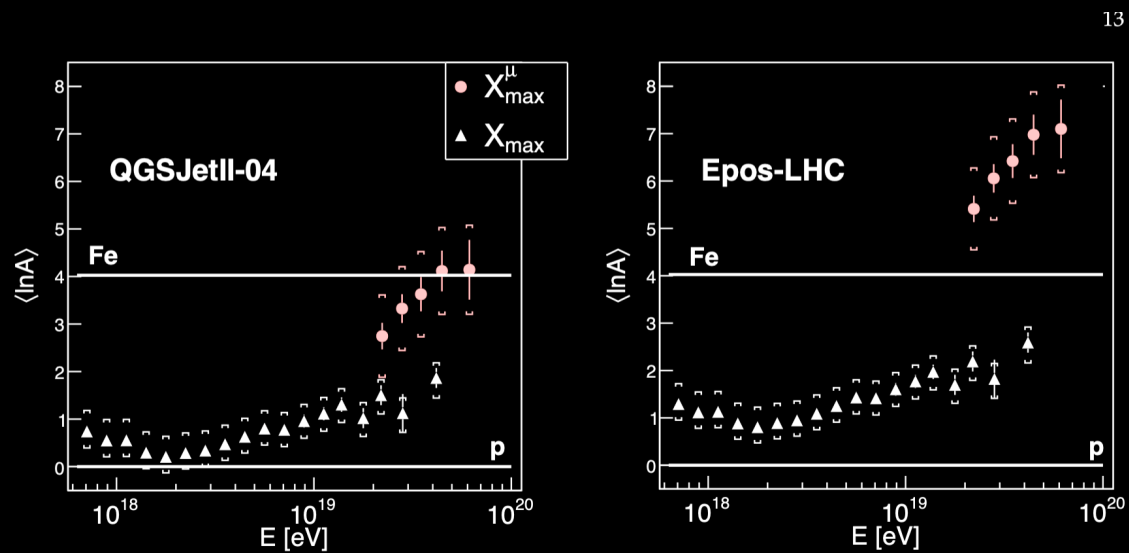 13
8
7
6
5
4
3
2
1
0
⟨lnA⟩
QGSJetII-04
X^μ_max
X_max
Fe
p
10^18
10^19
10^20
E [eV]
8
7
6
5
4
3
2
1
0
⟨lnA⟩
Epos-LHC
Fe
p
10^18
10^19
10^20
E [eV]